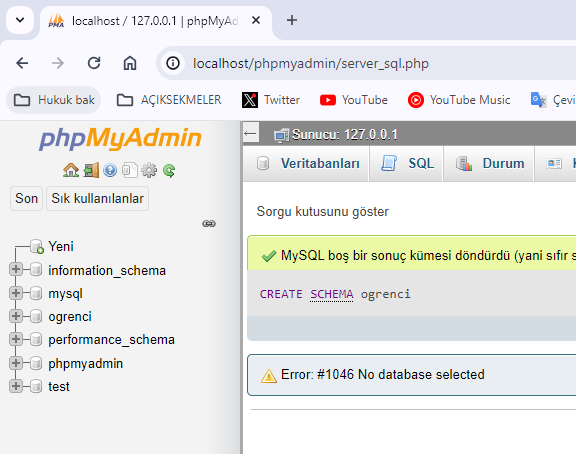 localhost / 127.0.0.1 | phpMyAd
localhost/phpmyadmin/server_sql.php
Hukuk bak
AÇIKSEKMELER
Twitter
YouTube
YouTube Music
Çevi
phpMyAdmin
Son
Sık kullanılanlar
Yeni
information_schema
mysql
ogrenci
performance_schema
phpmyadmin
test
Sunucu: 127.0.0.1
Veritabanları
SQL
Durum
K
Sorgu kutusunu göster
MySQL boş bir sonuç kümesi döndürdü (yani sıfır s
CREATE SCHEMA ogrenci
Error: #1046 No database selected